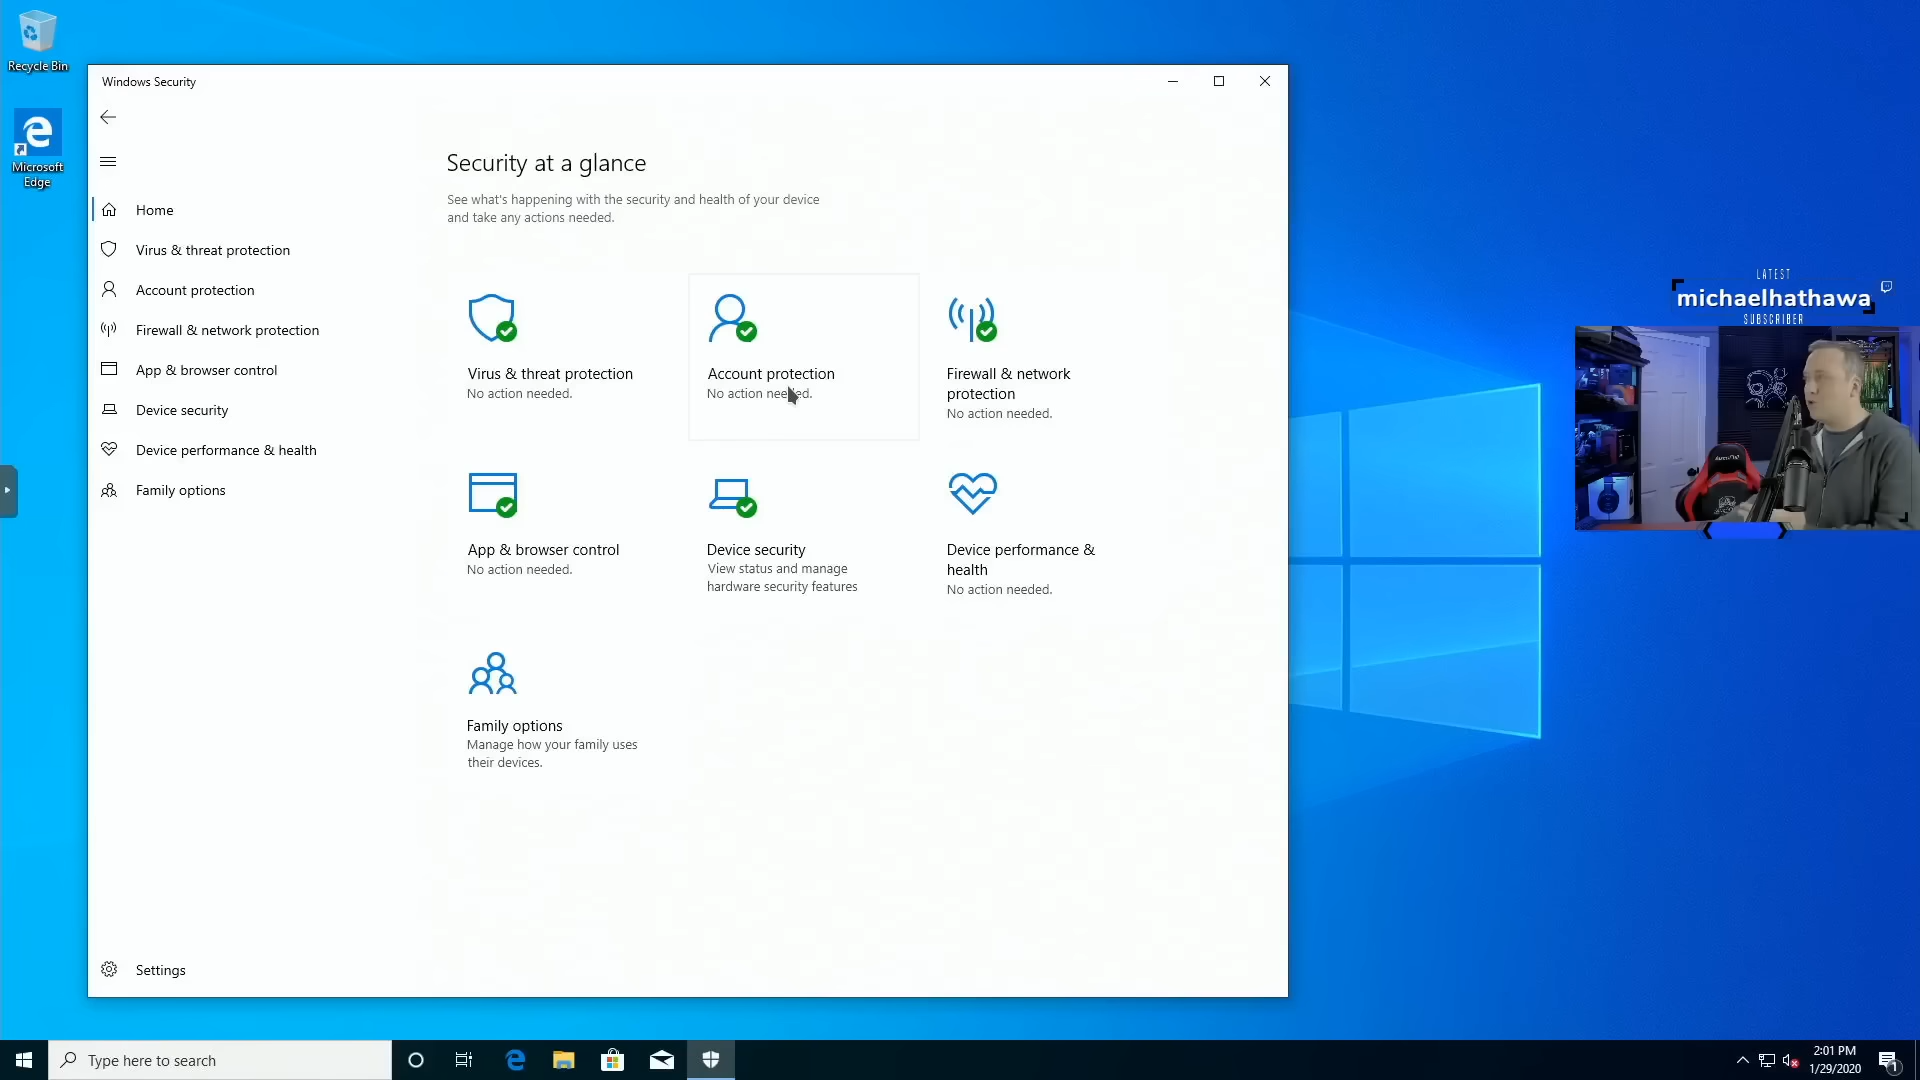 Recycle Bin
Microsoft
Edge
Windows Security
Home
Virus & threat protection
Account protection
Firewall & network protection
App & browser control
Device security
Device performance & health
Family options
Settings
Security at a glance
See what's happening with the security and health of your device
and take any actions needed.
Virus & threat protection
No action needed.
Account protection
No action needed.
Firewall & network
protection
No action needed.
App & browser control
No action needed.
Device security
View status and manage
hardware security features
Device performance &
health
No action needed.
Family options
Manage how your family uses
their devices.
LATEST
michaelhathawa
SUBSCRIBER
Type here to search
2:01 PM
1/29/2020
1